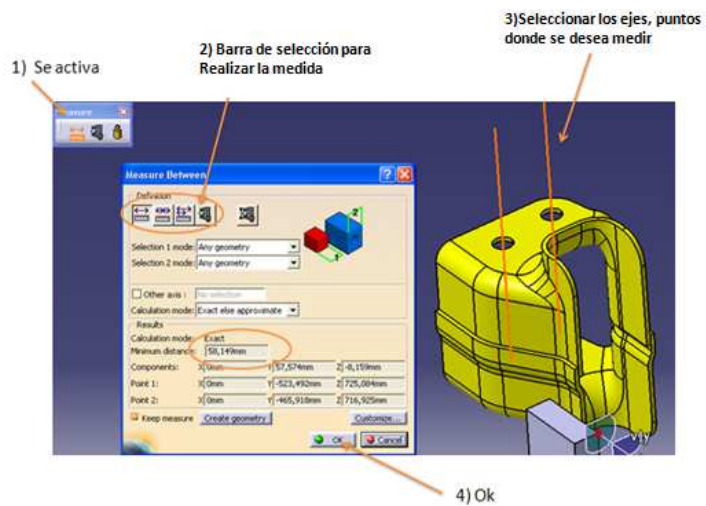 3)Seleccionar los ejes, puntos
donde se desea medir
2) Barra de selección para
Realizar la medida
1) Se activa
Measure
Measure Between
Definition
Selection 1 mode: Any geometry
Selection 2 mode: Any geometry
Other axis : No selection
Calculation mode: Exact else approximate
Results
Calculation mode: Exact
Minimum distance: 58,149mm
Components: X 0mm Y 57,574mm Z -8,159mm
Point 1: X 0mm Y -523,492mm Z 725,084mm
Point 2: X 0mm Y -465,918mm Z 716,925mm
Keep measure Create geometry Customize...
OK Cancel
4) Ok